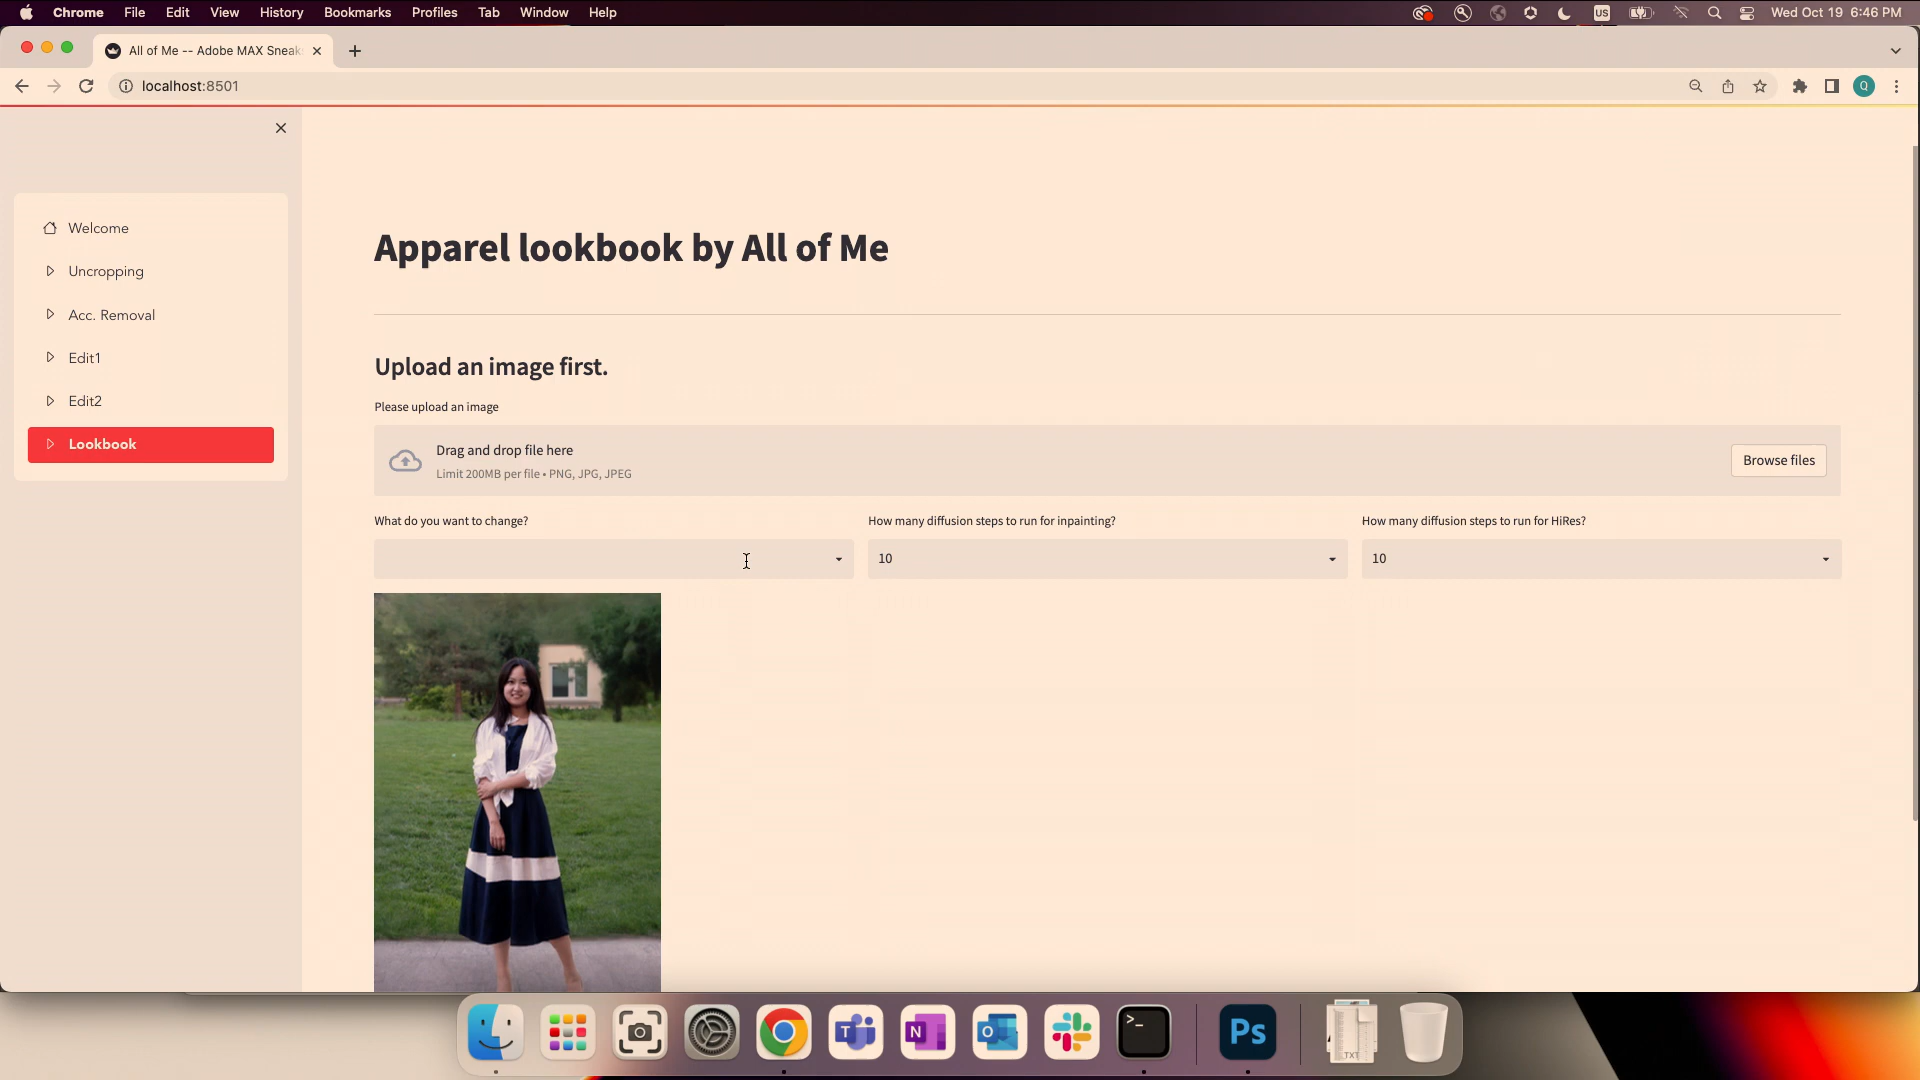 Chrome File Edit View History Bookmarks Profiles Tab Window Help US Wed Oct 19 6:46 PM
All of Me -- Adobe MAX Sneak
localhost:8501 Q
Welcome
Uncropping
Acc. Removal
Edit1
Edit2
Lookbook
Apparel lookbook by All of Me
Upload an image first.
Please upload an image
Drag and drop file here
Limit 200MB per file • PNG, JPG, JPEG
Browse files
What do you want to change? How many diffusion steps to run for inpainting? How many diffusion steps to run for HiRes?
10 10
T N O >_ Ps TXT